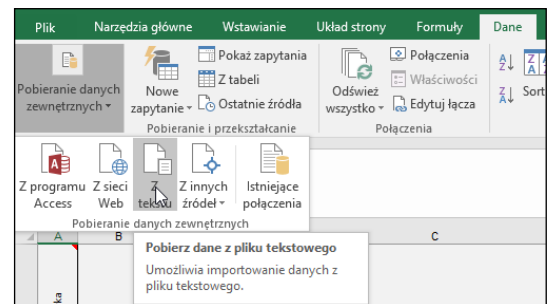 Plik Narzędzia główne Wstawianie Układ strony Formuły Dane
Pobieranie danych zewnętrznych
Nowe zapytanie
Pokaż zapytania
Z tabeli
Ostatnie źródła
Pobieranie i przekształcanie
Odśwież wszystko
Połączenia
Właściwości
Edytuj łącza
Połączenia
A Z
Z A
Z A
Sort
Z programu Access
Z sieci Web
Z tekstu
Z innych źródeł
Istniejące połączenia
Pobieranie danych zewnętrznych
A B C
Pobierz dane z pliku tekstowego
Umożliwia importowanie danych z
pliku tekstowego.